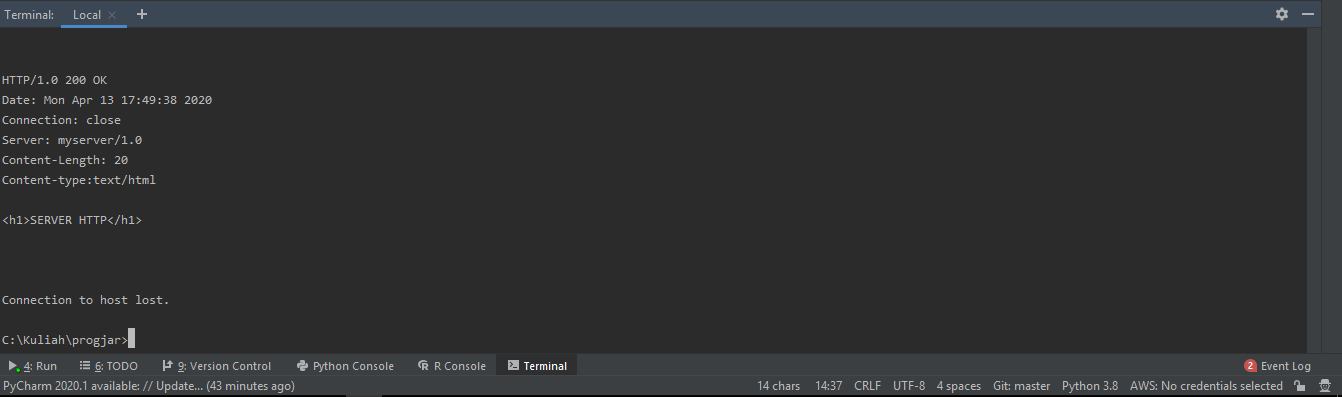 Terminal: Local × +
HTTP/1.0 200 OK
Date: Mon Apr 13 17:49:38 2020
Connection: close
Server: myserver/1.0
Content-Length: 20
Content-type:text/html
<h1>SERVER HTTP</h1>
Connection to host lost.
C:\Kuliah\progjar>
4: Run 6: TODO 9: Version Control Python Console R Console Terminal 2 Event Log
PyCharm 2020.1 available: // Update... (43 minutes ago) 14 chars 14:37 CRLF UTF-8 4 spaces Git: master Python 3.8 AWS: No credentials selected